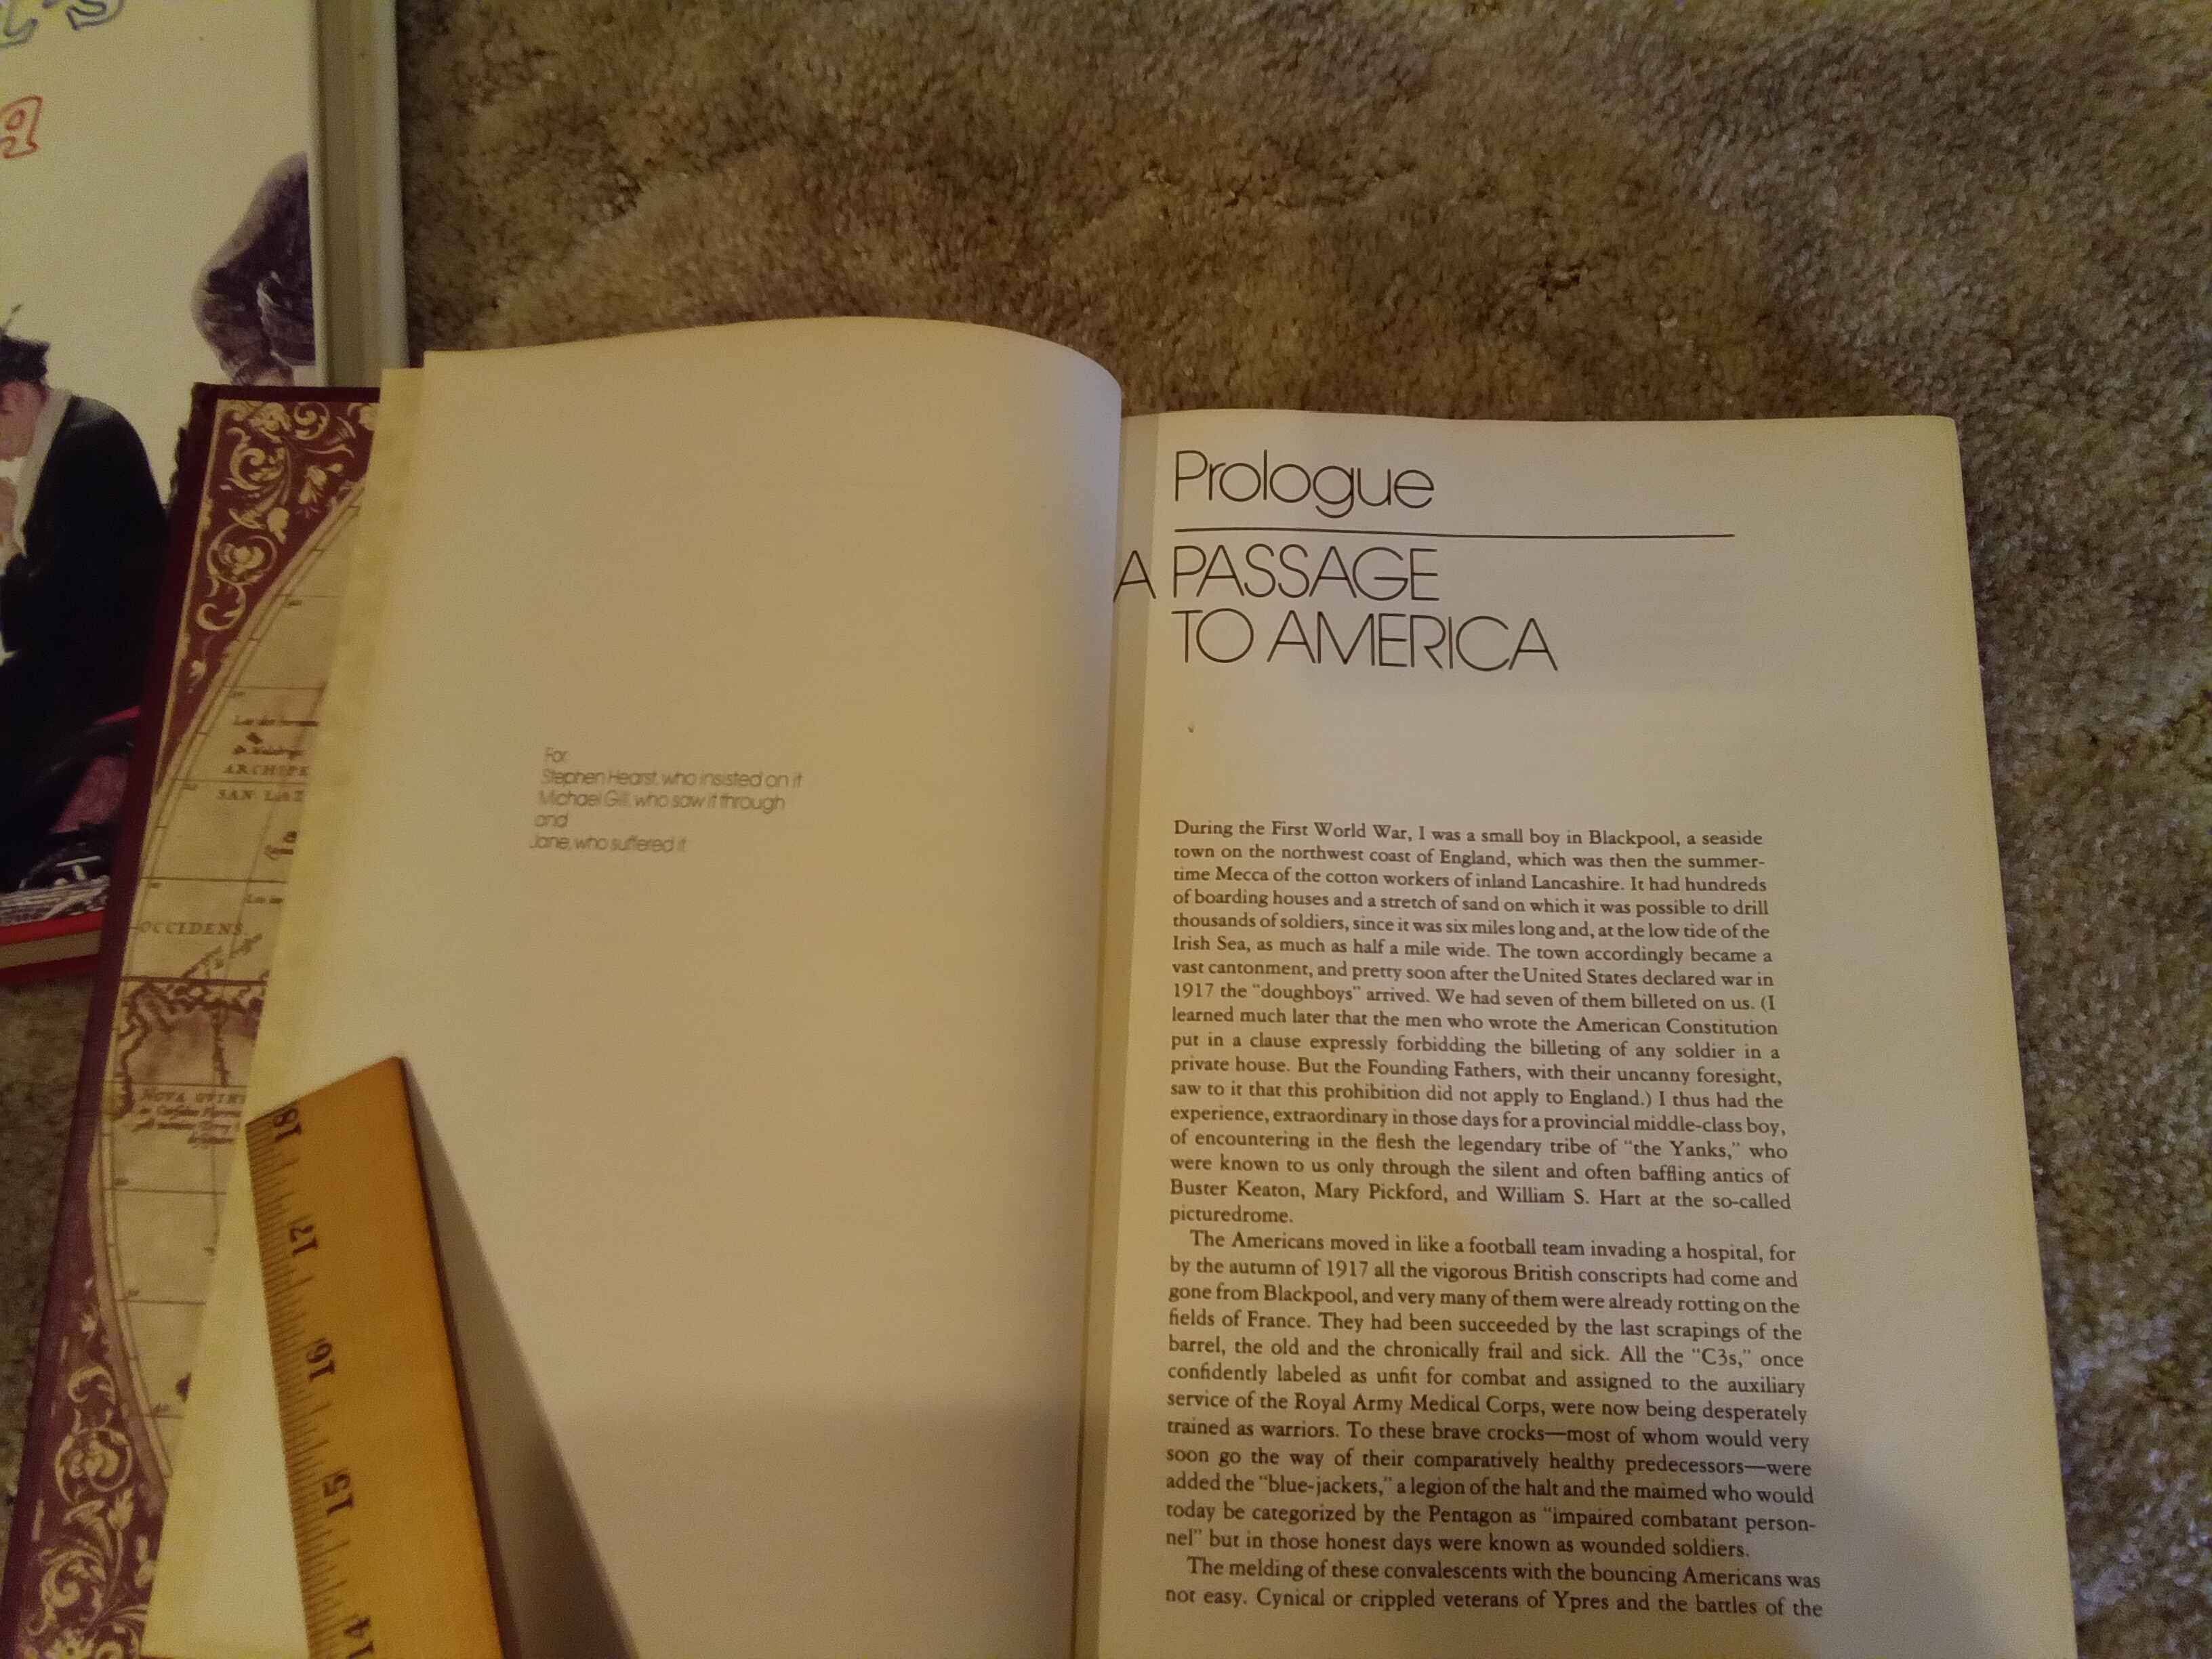 ARCHIPE
SAN
OCCIDENS
NOVA
For
Stephen Hearst, who insisted on it
Michael Gill, who saw it through
and
Jane, who suffered it
18
17
16
15
14
Prologue
A PASSAGE
TO AMERICA
During the First World War, I was a small boy in Blackpool, a seaside
town on the northwest coast of England, which was then the summer-
time Mecca of the cotton workers of inland Lancashire. It had hundreds
of boarding houses and a stretch of sand on which it was possible to drill
thousands of soldiers, since it was six miles long and, at the low tide of the
Irish Sea, as much as half a mile wide. The town accordingly became a
vast cantonment, and pretty soon after the United States declared war in
1917 the “doughboys” arrived. We had seven of them billeted on us. (I
learned much later that the men who wrote the American Constitution
put in a clause expressly forbidding the billeting of any soldier in a
private house. But the Founding Fathers, with their uncanny foresight,
saw to it that this prohibition did not apply to England.) I thus had the
experience, extraordinary in those days for a provincial middle-class boy,
of encountering in the flesh the legendary tribe of “the Yanks,” who
were known to us only through the silent and often baffling antics of
Buster Keaton, Mary Pickford, and William S. Hart at the so-called
picturedrome.
The Americans moved in like a football team invading a hospital, for
by the autumn of 1917 all the vigorous British conscripts had come and
gone from Blackpool, and very many of them were already rotting on the
fields of France. They had been succeeded by the last scrapings of the
barrel, the old and the chronically frail and sick. All the “C3s,” once
confidently labeled as unfit for combat and assigned to the auxiliary
service of the Royal Army Medical Corps, were now being desperately
trained as warriors. To these brave crocks—most of whom would very
soon go the way of their comparatively healthy predecessors—were
added the “blue-jackets,” a legion of the halt and the maimed who would
today be categorized by the Pentagon as “impaired combatant person-
nel” but in those honest days were known as wounded soldiers.
The melding of these convalescents with the bouncing Americans was
not easy. Cynical or crippled veterans of Ypres and the battles of the